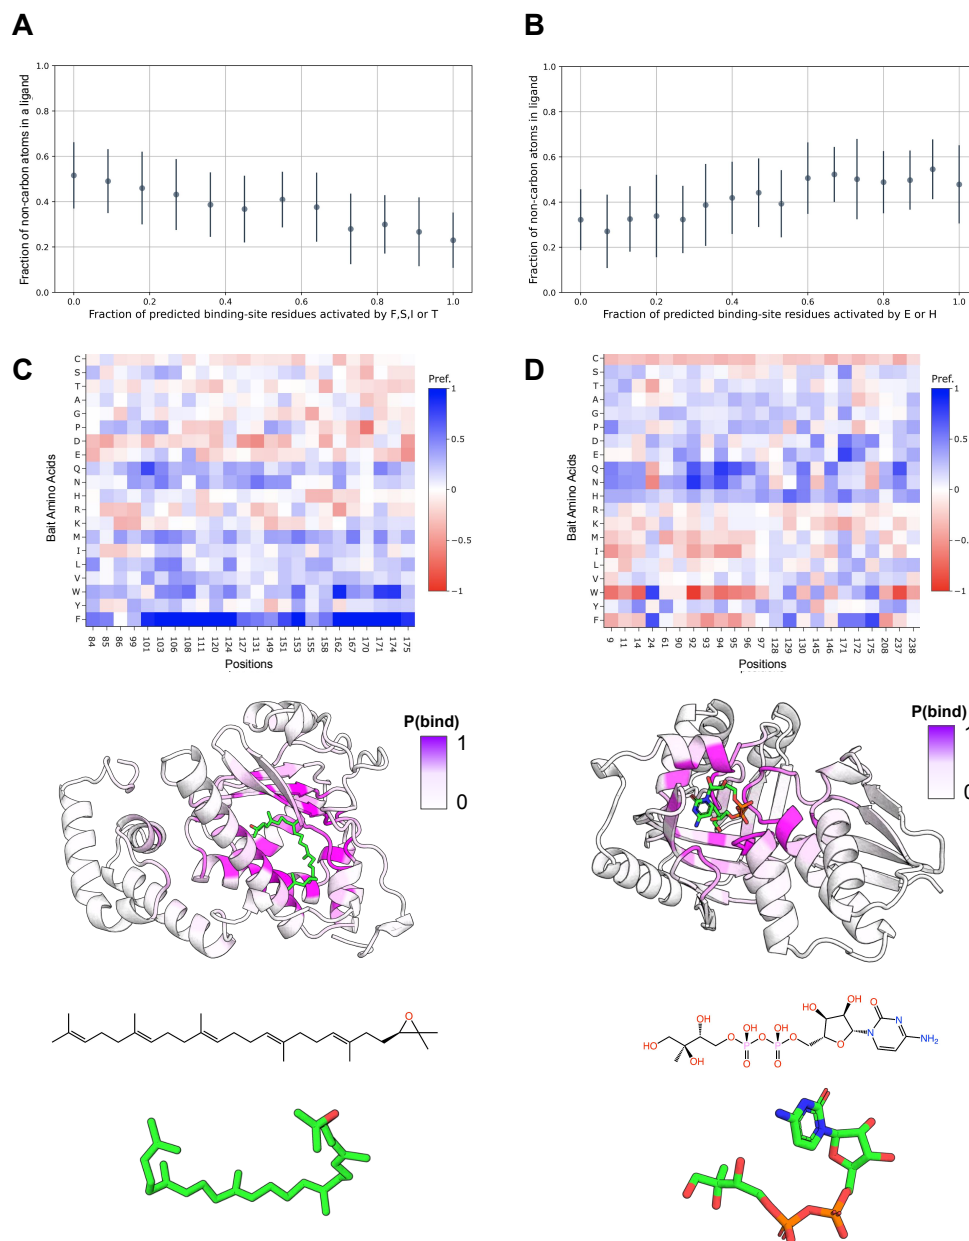 A
B
Fraction of non-carbon atoms in a ligand
1.0
0.8
0.6
0.4
0.2
0.0
0.0 0.2 0.4 0.6 0.8 1.0
Fraction of predicted binding-site residues activated by F,S,I or T
Fraction of non-carbon atoms in ligand
1.0
0.8
0.6
0.4
0.2
0.0
0.0 0.2 0.4 0.6 0.8 1.0
Fraction of predicted binding-site residues activated by E or H
C
Bait Amino Acids
C
S
T
A
G
P
D
E
Q
N
H
R
K
M
I
L
V
W
Y
F
84 85 86 99 101 103 106 108 111 120 124 127 131 149 151 153 155 158 162 167 170 171 174 175
Positions
Pref.
1
0.5
0
−0.5
−1
D
Bait Amino Acids
C
S
T
A
G
P
D
E
Q
N
H
R
K
M
I
L
V
W
Y
F
9 11 14 24 61 90 92 93 94 95 96 97 128 129 130 145 146 171 172 175 208 237 238
Positions
Pref.
1
0.5
0
−0.5
−1
P(bind)
1
0
P(bind)
1
0
O
HO OH
O
N
NH₂
N
O
OH OH OH
HO O P O P O
OH O O